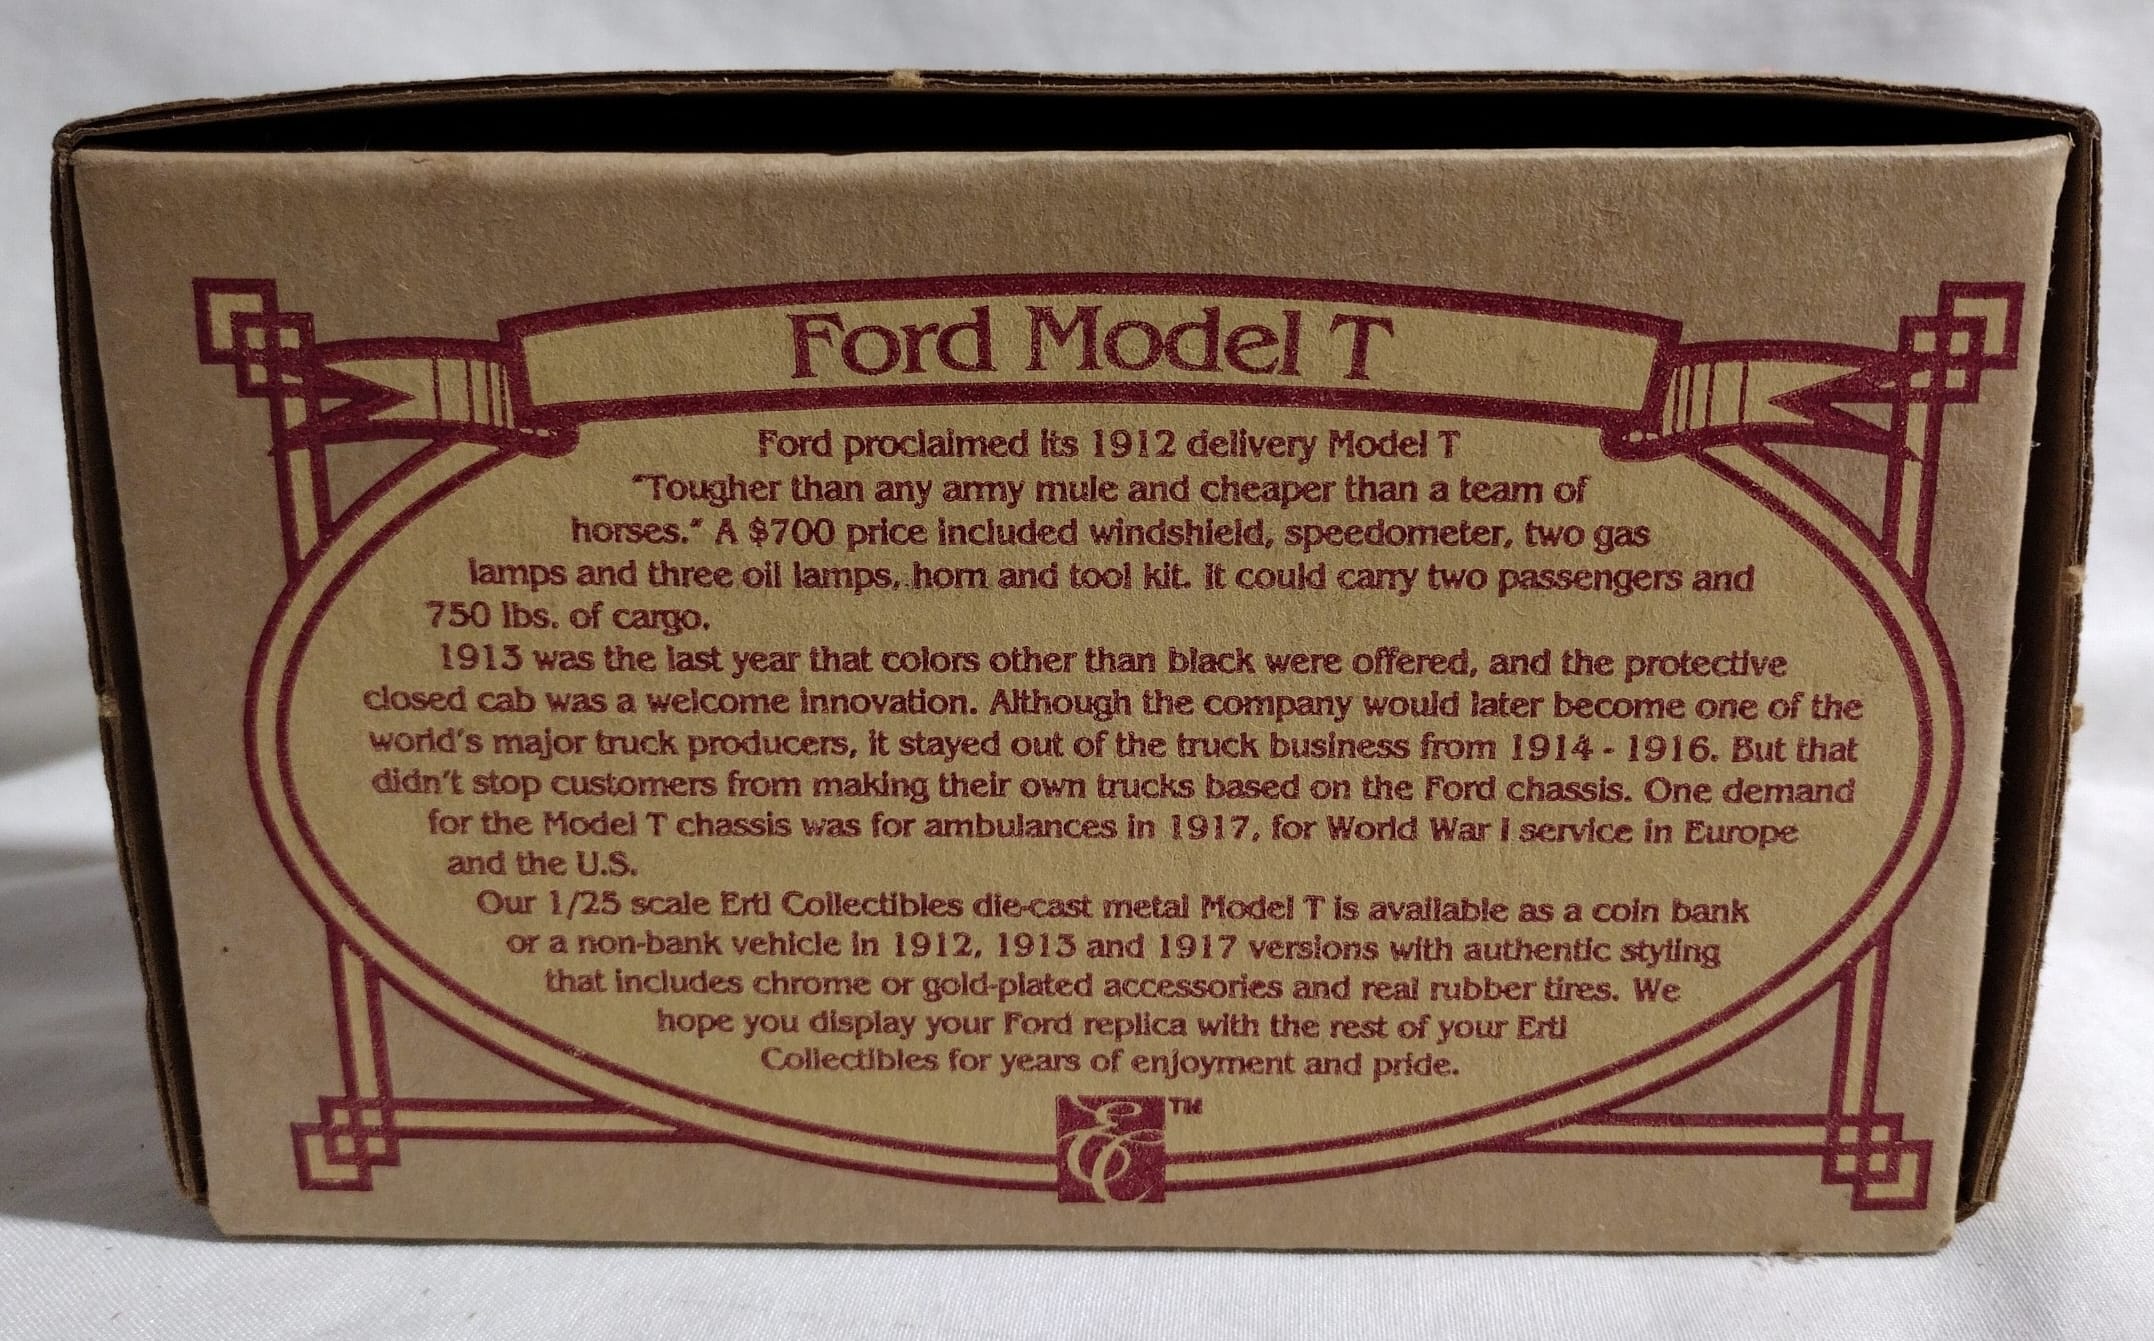 Ford Model T
Ford proclaimed its 1912 delivery Model T
"Tougher than any army mule and cheaper than a team of
horses." A $700 price included windshield, speedometer, two gas
lamps and three oil lamps, horn and tool kit. It could carry two passengers and
750 lbs. of cargo.
1913 was the last year that colors other than black were offered, and the protective
closed cab was a welcome innovation. Although the company would later become one of the
world's major truck producers, it stayed out of the truck business from 1914 - 1916. But that
didn't stop customers from making their own trucks based on the Ford chassis. One demand
for the Model T chassis was for ambulances in 1917, for World War I service in Europe
and the U.S.
Our 1/25 scale Ertl Collectibles die-cast metal Model T is available as a coin bank
or a non-bank vehicle in 1912, 1913 and 1917 versions with authentic styling
that includes chrome or gold-plated accessories and real rubber tires. We
hope you display your Ford replica with the rest of your Ertl
Collectibles for years of enjoyment and pride.
EC TM